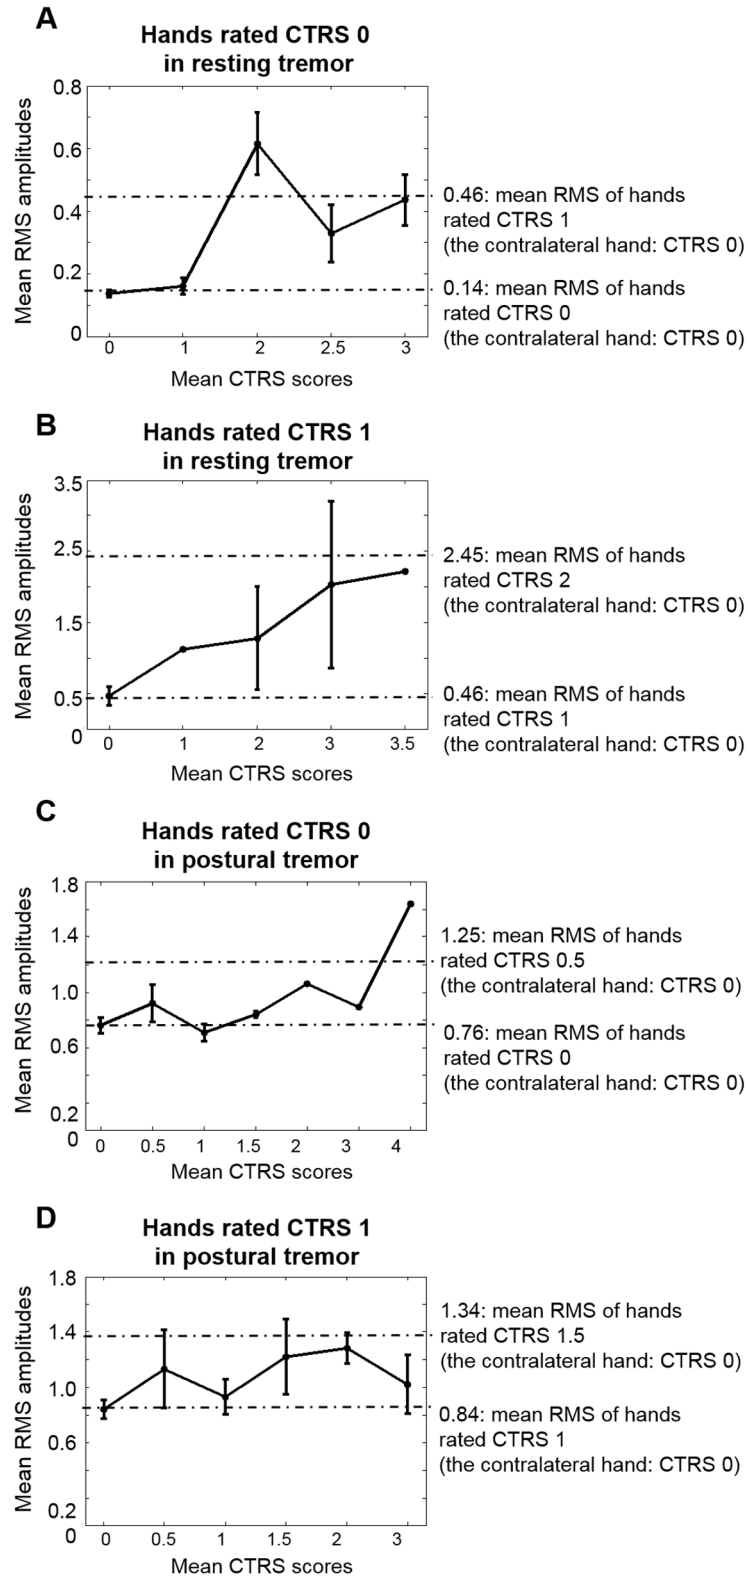 A
Hands rated CTRS 0
in resting tremor
Mean RMS amplitudes
0.8
0.6
0.4
0.2
0
0 1 2 2.5 3
Mean CTRS scores
0.46: mean RMS of hands
rated CTRS 1
(the contralateral hand: CTRS 0)
0.14: mean RMS of hands
rated CTRS 0
(the contralateral hand: CTRS 0)
B
Hands rated CTRS 1
in resting tremor
Mean RMS amplitudes
3.5
2.5
1.5
0.5
0
0 1 2 3 3.5
Mean CTRS scores
2.45: mean RMS of hands
rated CTRS 2
(the contralateral hand: CTRS 0)
0.46: mean RMS of hands
rated CTRS 1
(the contralateral hand: CTRS 0)
C
Hands rated CTRS 0
in postural tremor
Mean RMS amplitudes
1.8
1.4
1.0
0.6
0.2
0
0 0.5 1 1.5 2 3 4
Mean CTRS scores
1.25: mean RMS of hands
rated CTRS 0.5
(the contralateral hand: CTRS 0)
0.76: mean RMS of hands
rated CTRS 0
(the contralateral hand: CTRS 0)
D
Hands rated CTRS 1
in postural tremor
Mean RMS amplitudes
1.8
1.4
1.0
0.6
0.2
0
0 0.5 1 1.5 2 3
Mean CTRS scores
1.34: mean RMS of hands
rated CTRS 1.5
(the contralateral hand: CTRS 0)
0.84: mean RMS of hands
rated CTRS 1
(the contralateral hand: CTRS 0)